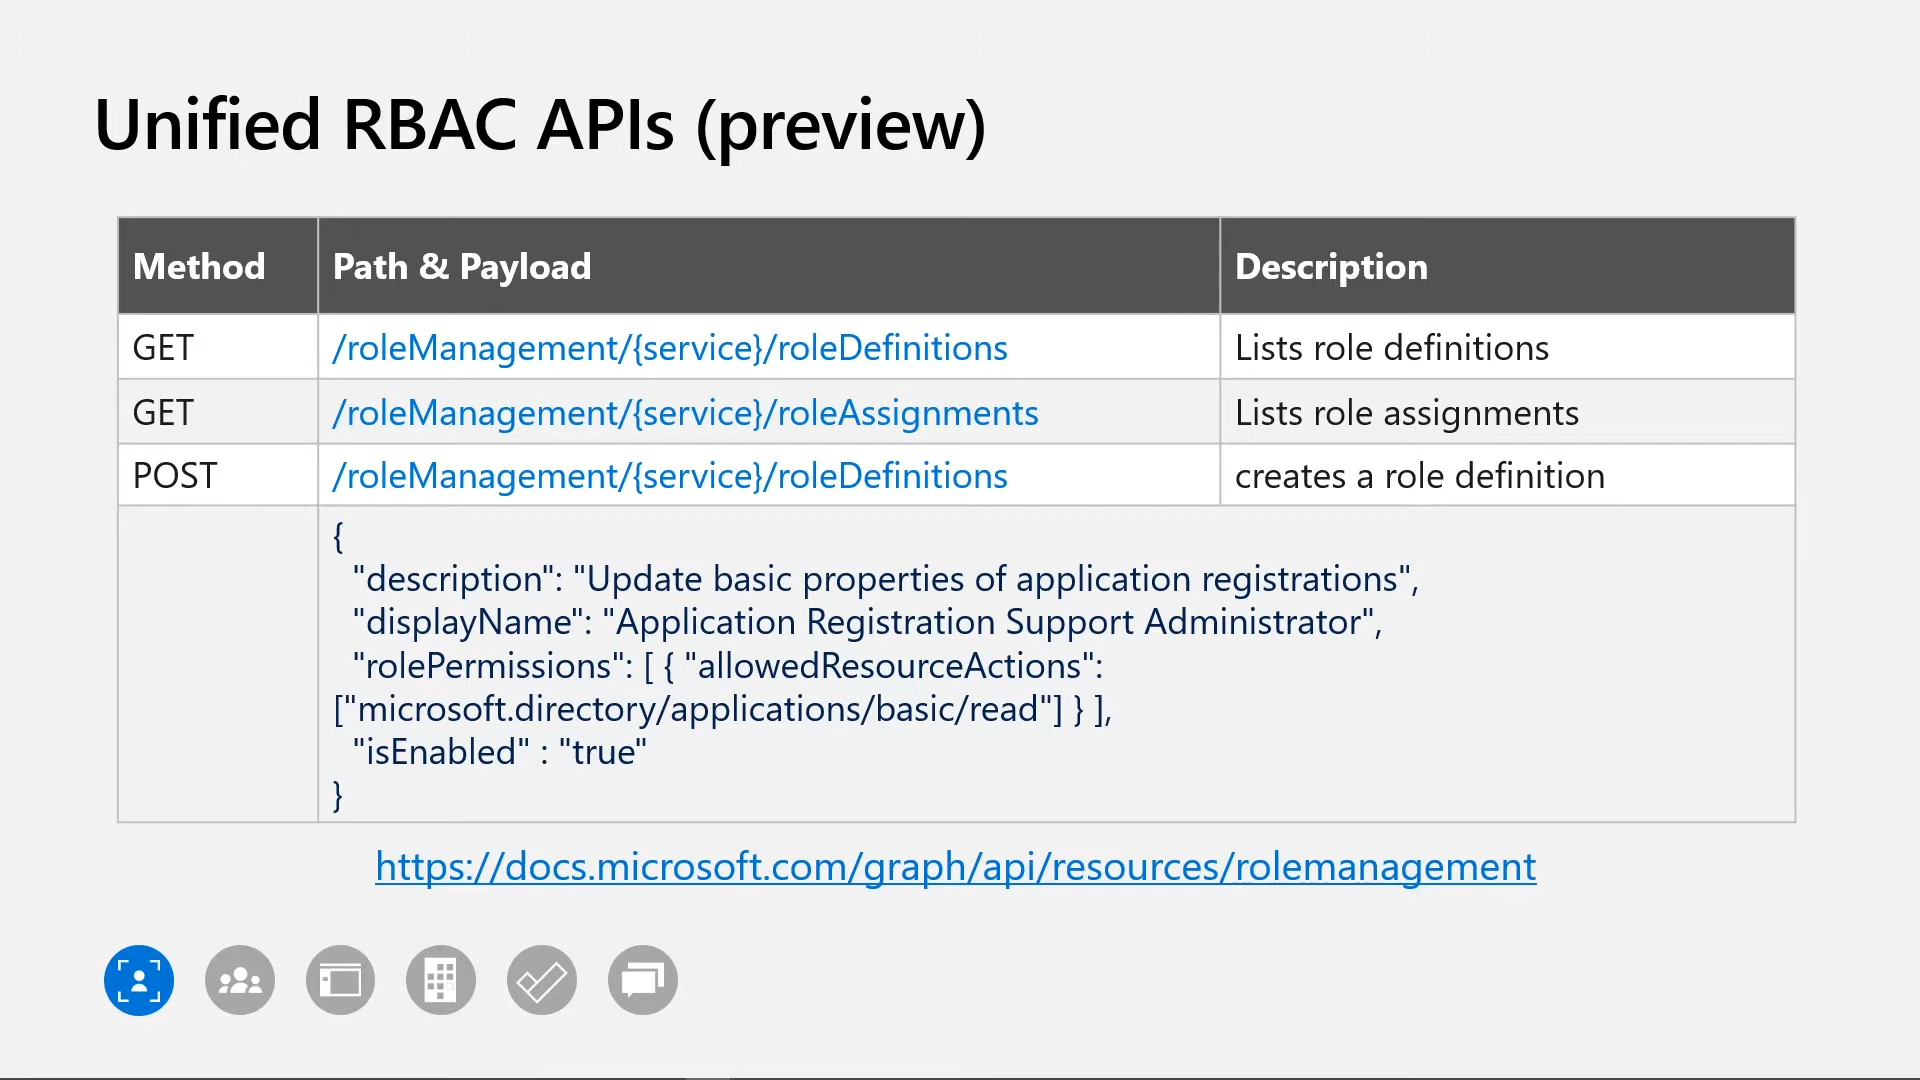 Unified RBAC APIs (preview)
Method Path & Payload Description
GET /roleManagement/{service}/roleDefinitions Lists role definitions
GET /roleManagement/{service}/roleAssignments Lists role assignments
POST /roleManagement/{service}/roleDefinitions creates a role definition
{
"description": "Update basic properties of application registrations",
"displayName": "Application Registration Support Administrator",
"rolePermissions": [ { "allowedResourceActions":
["microsoft.directory/applications/basic/read"] } ],
"isEnabled" : "true"
}
https://docs.microsoft.com/graph/api/resources/rolemanagement